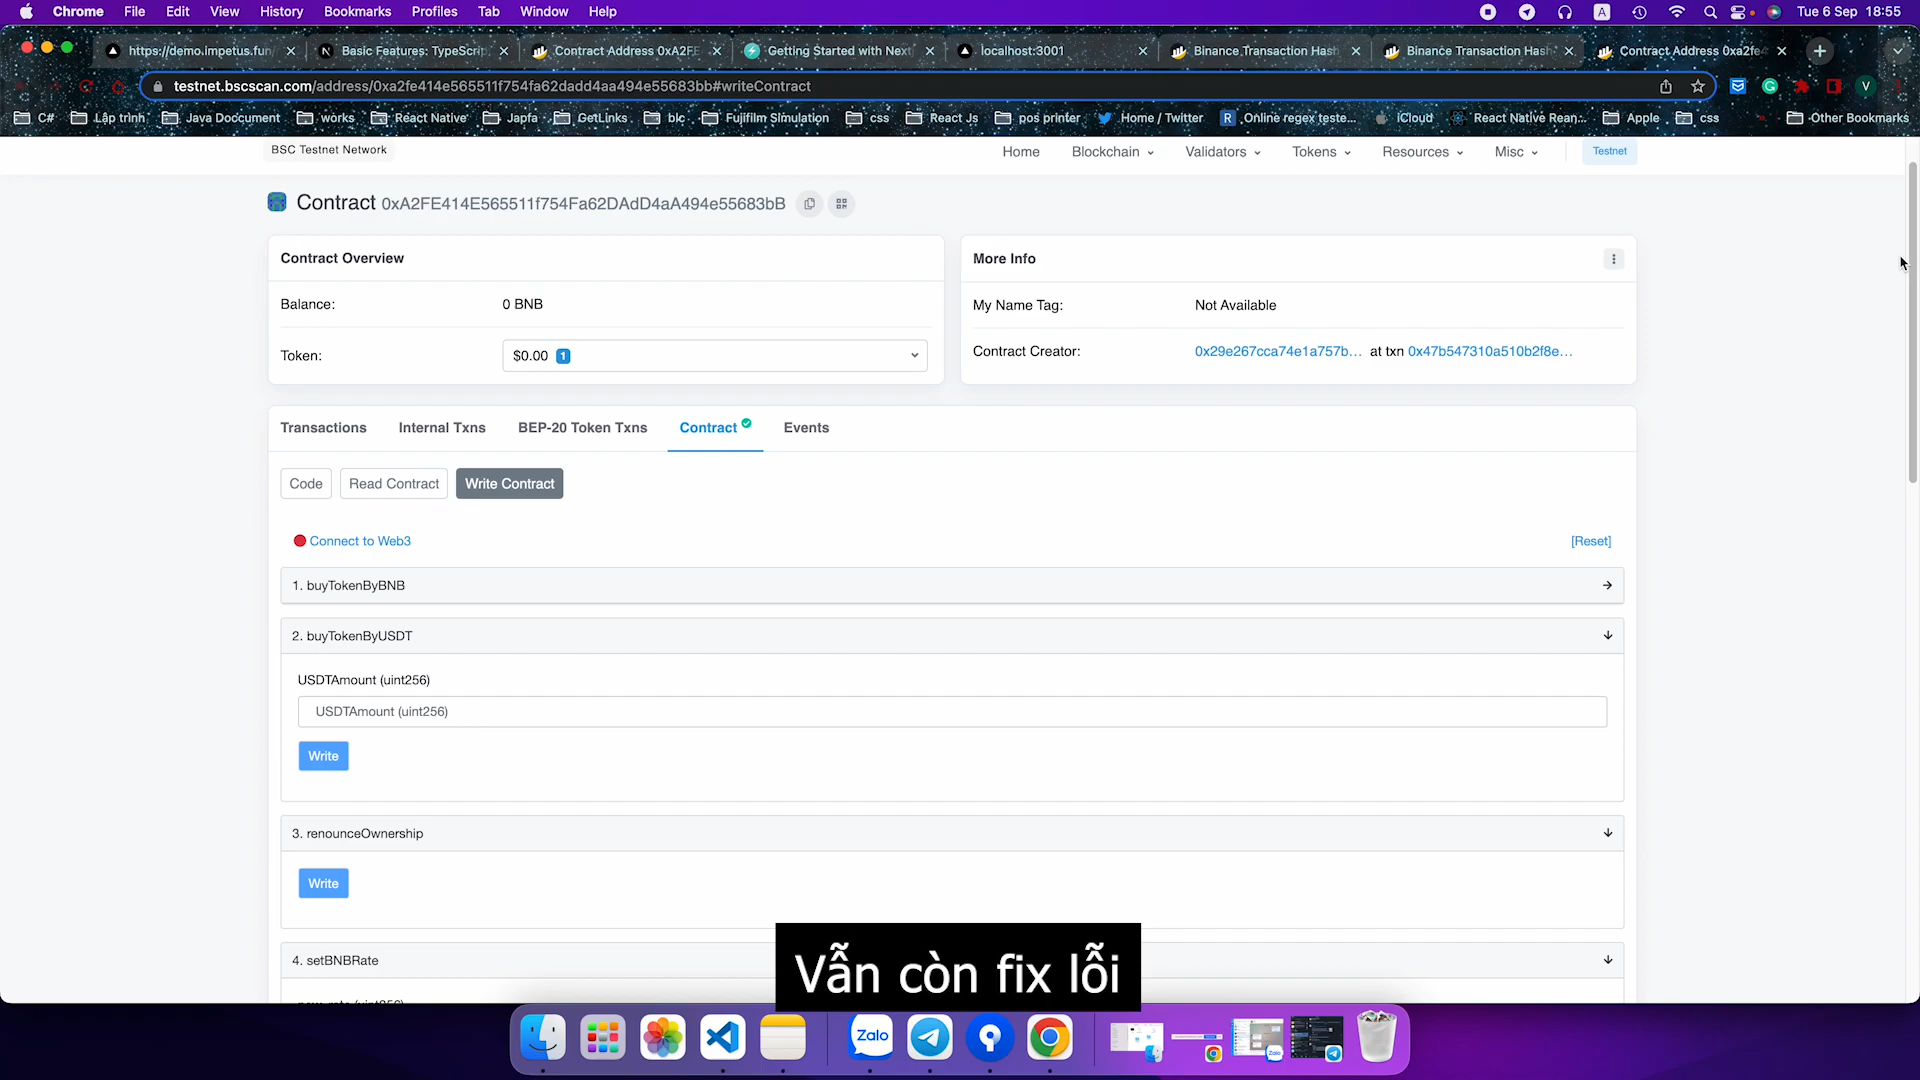 Chrome File Edit View History Bookmarks Profiles Tab Window Help
A
Tue 6 Sep 18:55
https://demo.impetus.fun/
Basic Features: TypeScrip
Contract Address 0xA2FE
Getting Started with Next
localhost:3001
Binance Transaction Hash
Binance Transaction Hash
Contract Address 0xa2fe4
testnet.bscscan.com/address/0xa2fe414e565511f754fa62dadd4aa494e55683bb#writeContract
V
C# Lập trình Java Document works React Native Japfa GetLinks blc Fujifilm Simulation css React Js pos printer Home / Twitter Online regex teste... iCloud React Native Rean... Apple css Other Bookmarks
BSC Testnet Network
Home Blockchain Validators Tokens Resources Misc Testnet
Contract 0xA2FE414E565511f754Fa62DAdD4aA494e55683bB
Contract Overview
Balance: 0 BNB
Token: $0.00 1
More Info
My Name Tag: Not Available
Contract Creator: 0x29e267cca74e1a757b... at txn 0x47b547310a510b2f8e...
Transactions Internal Txns BEP-20 Token Txns Contract Events
Code Read Contract Write Contract
Connect to Web3 [Reset]
1. buyTokenByBNB
2. buyTokenByUSDT
USDTAmount (uint256)
USDTAmount (uint256)
Write
3. renounceOwnership
Write
4. setBNBRate
Vẫn còn fix lỗi
Zalo